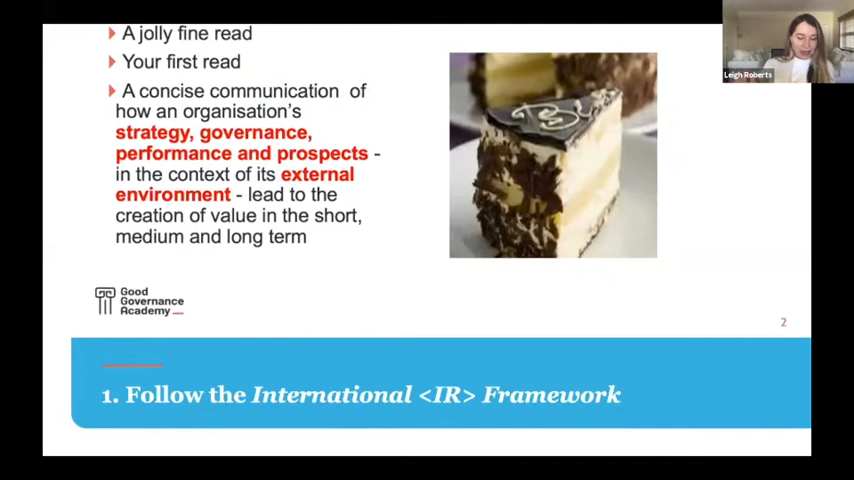 A jolly fine read
Your first read
A concise communication of
how an organisation's
strategy, governance,
performance and prospects -
in the context of its external
environment - lead to the
creation of value in the short,
medium and long term
Good
Governance
Academy
2
1. Follow the International <IR> Framework
Leigh Roberts